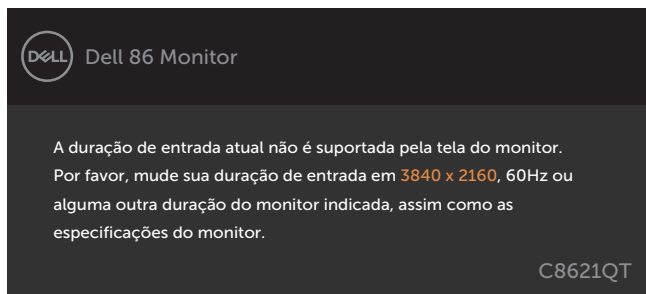 DELL
Dell 86 Monitor
A duração de entrada atual não é suportada pela tela do monitor.
Por favor, mude sua duração de entrada em 3840 x 2160, 60Hz ou
alguma outra duração do monitor indicada, assim como as
especificações do monitor.
C8621QT